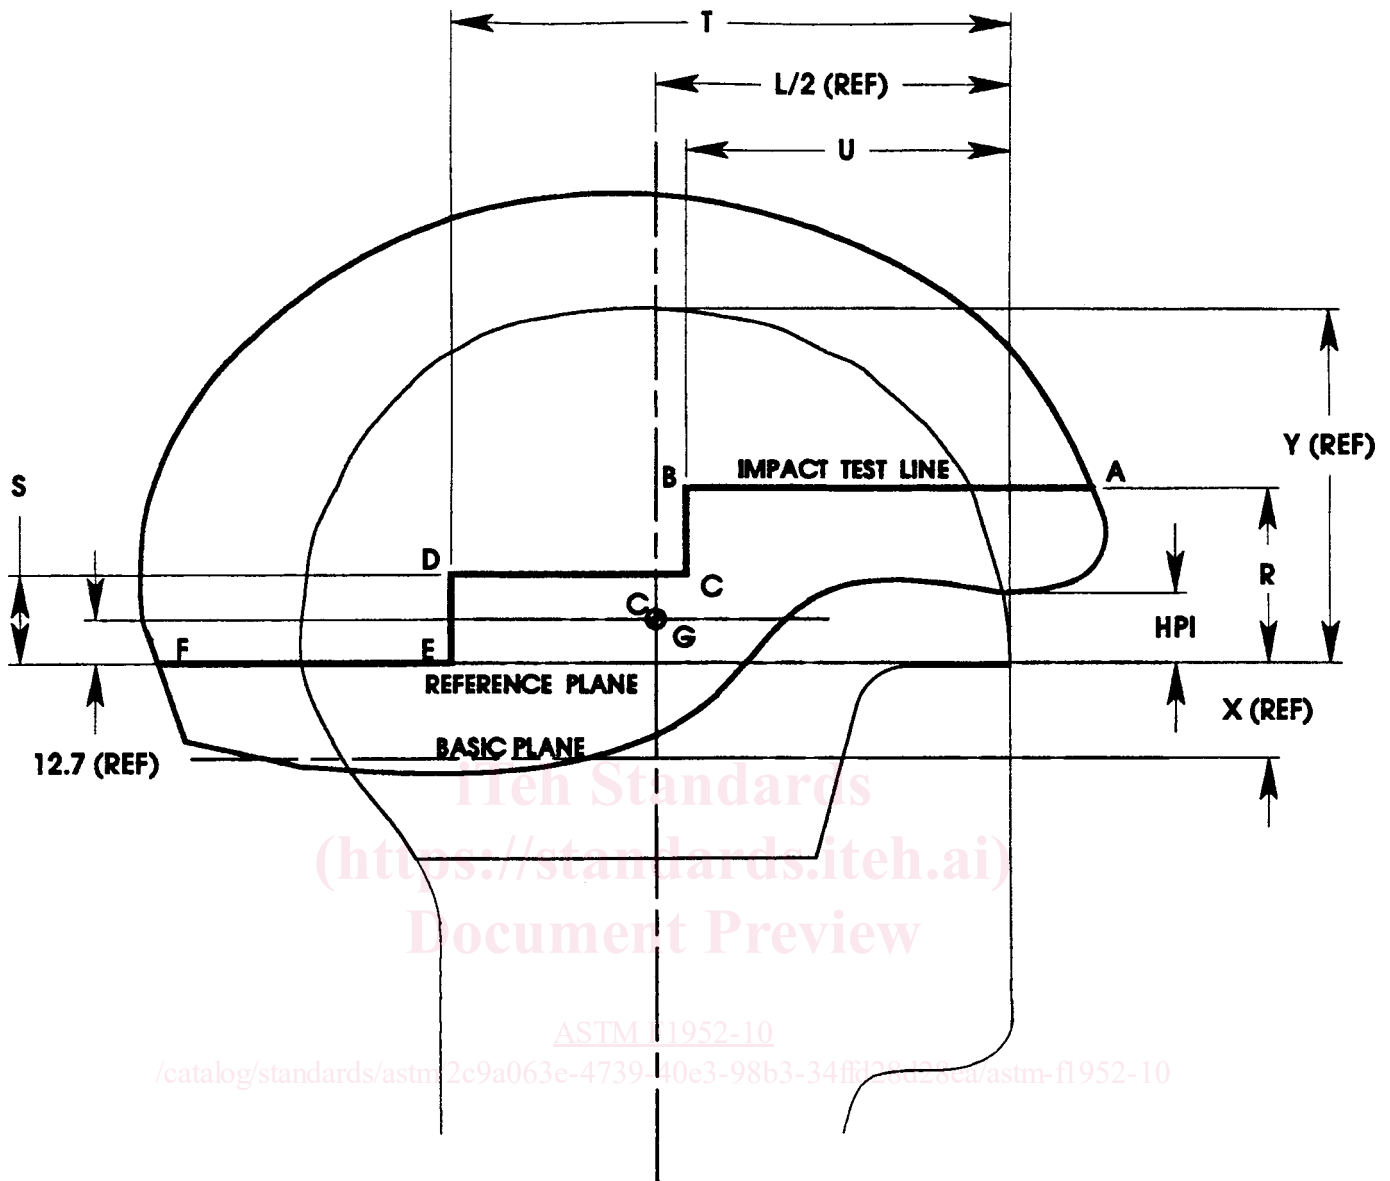 T
L/2 (REF)
U
Y (REF)
S
B
IMPACT TEST LINE
A
D
C
R
C
G
HPI
F
E
REFERENCE PLANE
X (REF)
BASIC PLANE
12.7 (REF)
iTeh Standards
(https://standards.iteh.ai)
Document Preview
ASTM F1952-10
/catalog/standards/astm/2c9a063e-4739-40e3-98b3-34ffd28d28ea/astm-f1952-10